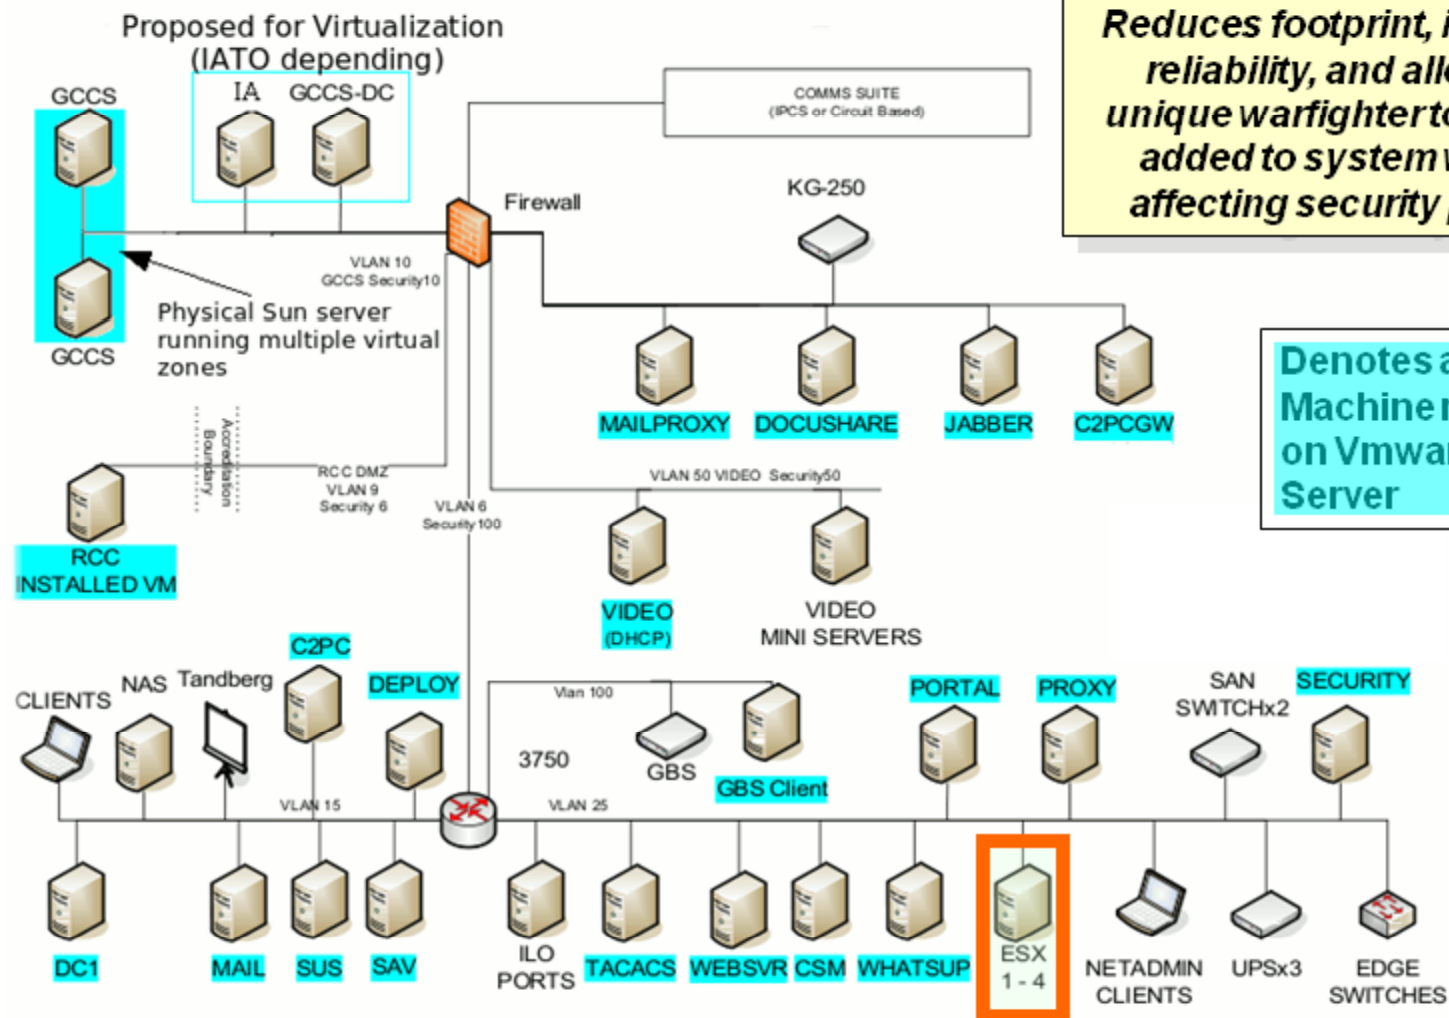 Proposed for Virtualization
(IATO depending)
GCCS
IA
GCCS-DC
COMMS SUITE
(IPCS or Circuit Based)
Reduces footprint, i
reliability, and all
unique warfighter to
added to system
affecting security
KG-250
Firewall
VLAN 10
GCCS Security10
Physical Sun server
running multiple virtual
zones
GCCS
Denotes a
Machine
on Vmwa
Server
MAILPROXY
DOCUSHARE
JABBER
C2PCGW
Accreditation
Boundary
RCC DMZ
VLAN 9
Security 6
VLAN 6
Security100
VLAN 50 VIDEO Security50
RCC
INSTALLED VM
VIDEO
(DHCP)
VIDEO
MINI SERVERS
CLIENTS
NAS
Tandberg
C2PC
DEPLOY
Vlan 100
PORTAL
PROXY
SAN
SWITCHx2
SECURITY
3750
GBS
GBS Client
VLAN 15
VLAN 25
DC1
MAIL
SUS
SAV
ILO
PORTS
TACACS
WEBSVR
CSM
WHATSUP
ESX
1 - 4
NETADMIN
CLIENTS
UPSx3
EDGE
SWITCHES